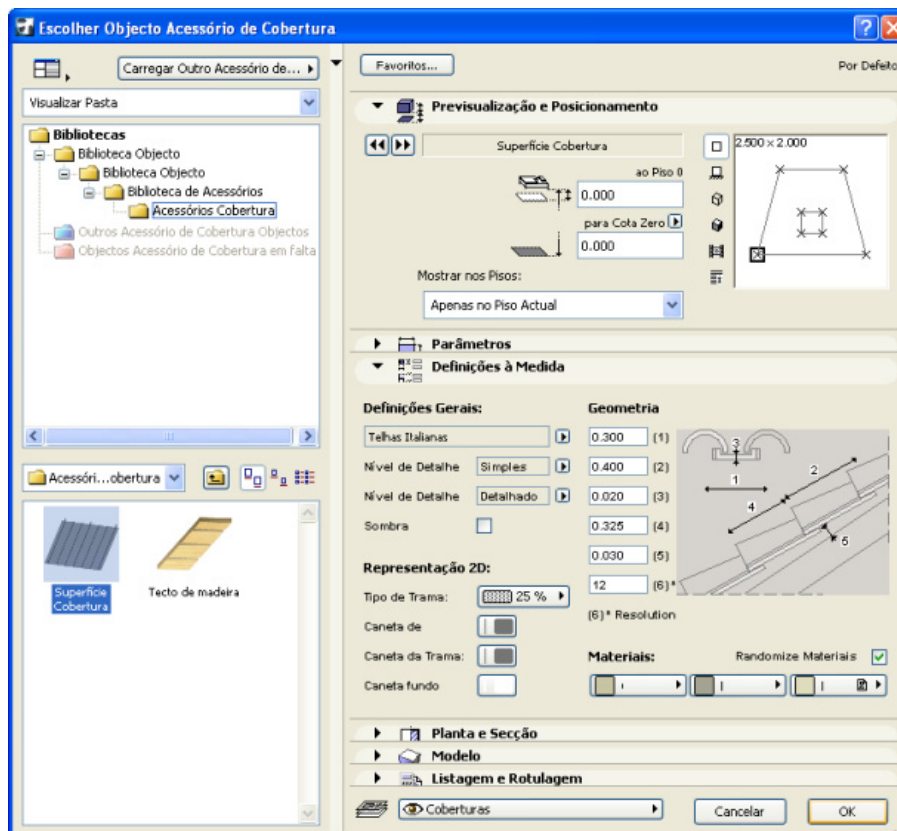 Escolher Objecto Acessório de Cobertura
Carregar Outro Acessório de...
Visualizar Pasta
Bibliotecas
Biblioteca Objecto
Biblioteca Objecto
Biblioteca de Acessórios
Acessórios Cobertura
Outros Acessório de Cobertura Objectos
Objectos Acessório de Cobertura em falta
Acessóri...obertura
Superfície
Cobertura
Tecto de madeira
Favoritos...
Por Defeito
Previsualização e Posicionamento
Superfície Cobertura
ao Piso 0
0.000
para Cota Zero
0.000
Mostrar nos Pisos:
Apenas no Piso Actual
2.500 × 2.000
Parâmetros
Definições à Medida
Definições Gerais:
Telhas Italianas
Nível de Detalhe Simples
Nível de Detalhe Detalhado
Sombra
Representação 2D:
Tipo de Trama: 25 %
Caneta de
Caneta da Trama:
Caneta fundo
Geometria
0.300 (1)
0.400 (2)
0.020 (3)
0.325 (4)
0.030 (5)
12 (6)*
(6)* Resolution
3
1
2
4
5
Materiais: Randomize Materiais
Planta e Secção
Modelo
Listagem e Rotulagem
Coberturas
Cancelar
OK